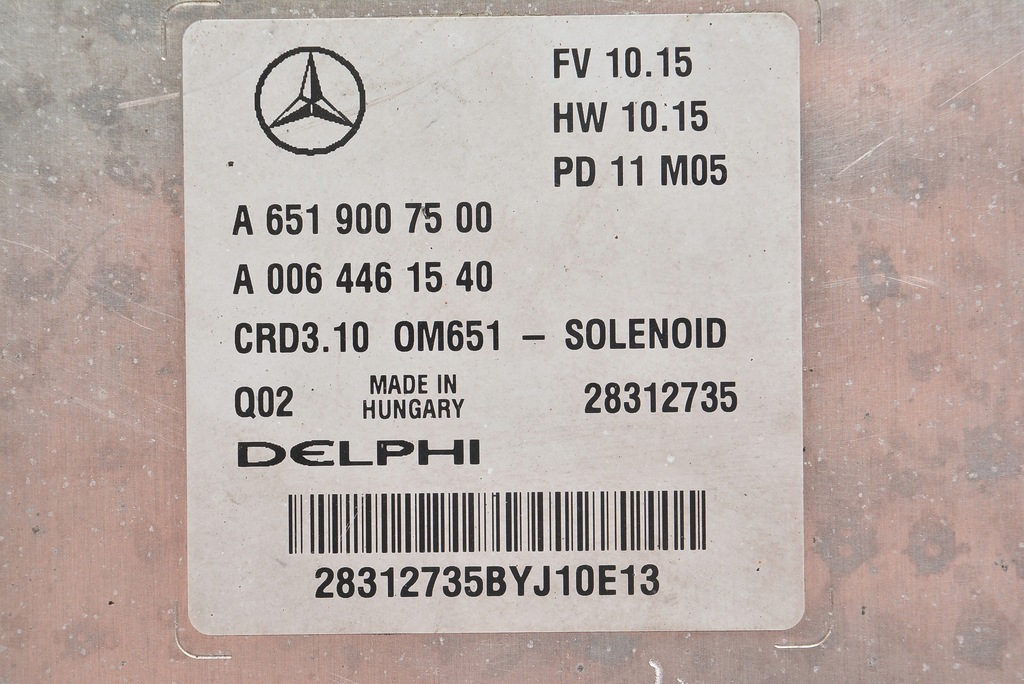 FV 10.15
HW 10.15
PD 11 M05
A 651 900 75 00
A 006 446 15 40
CRD3.10 OM651 – SOLENOID
Q02 MADE IN HUNGARY 28312735
DELPHI
28312735BYJ10E13